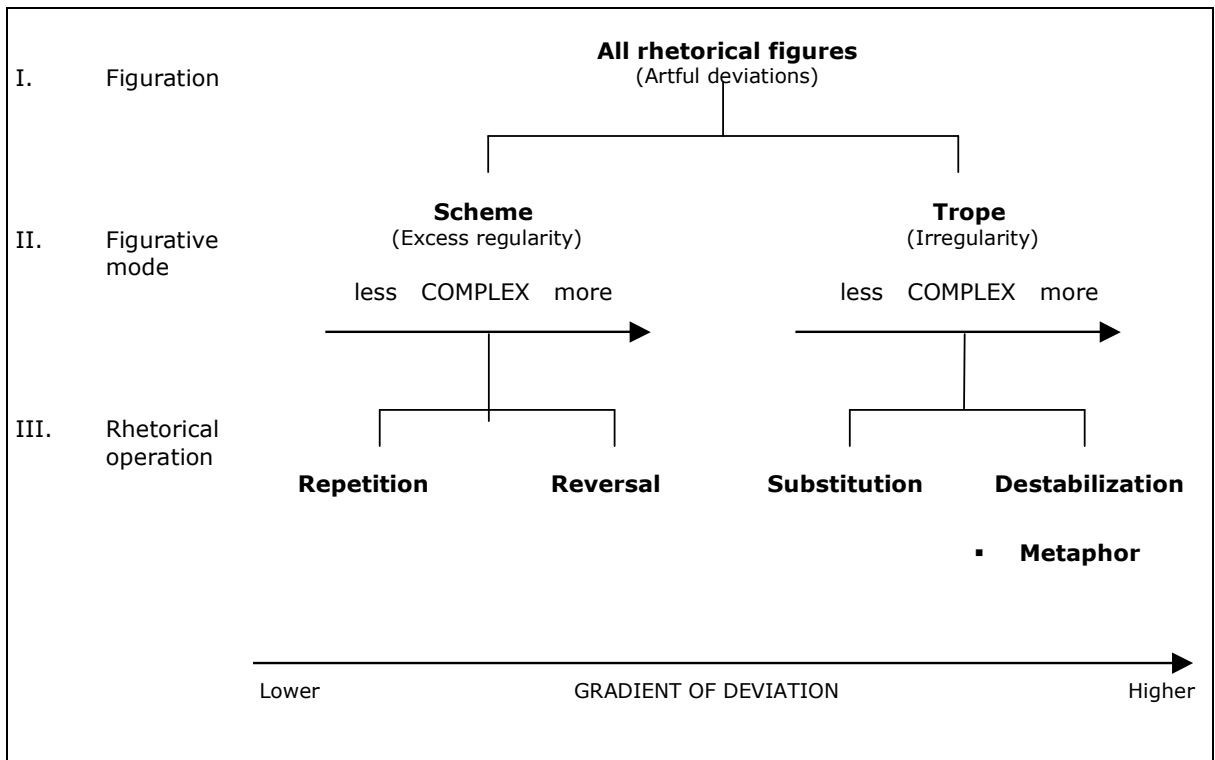 All rhetorical figures
(Artful deviations)
I. Figuration
Scheme
(Excess regularity)
Trope
(Irregularity)
II. Figurative
mode
less COMPLEX more
less COMPLEX more
III. Rhetorical
operation
Repetition
Reversal
Substitution
Destabilization
▪ Metaphor
Lower
GRADIENT OF DEVIATION
Higher